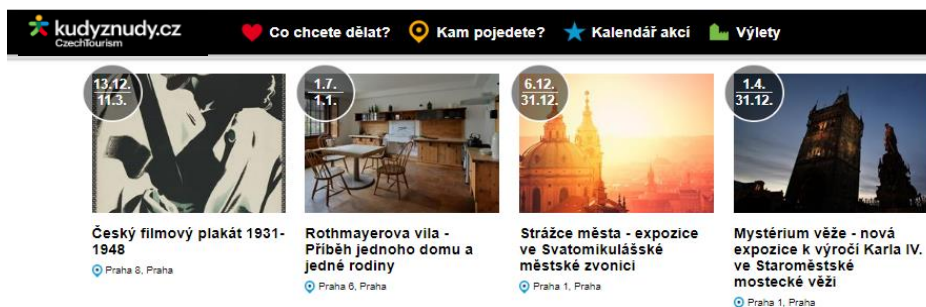 kudyznudy.cz
CzechTourism
Co chcete dělat?
Kam pojedete?
Kalendář akcí
Výlety
13.12.
11.3.
Český filmový plakát 1931-
1948
Praha 8, Praha
1.7.
1.1.
Rothmayerova vila -
Příběh jednoho domu a
jedné rodiny
Praha 6, Praha
6.12.
31.12.
Strážce města - expozice
ve Svatomikulášské
městské zvonici
Praha 1, Praha
1.4.
31.12.
Mystérium věže - nová
expozice k výročí Karla IV.
ve Staroměstské
mostecké věži
Praha 1, Praha